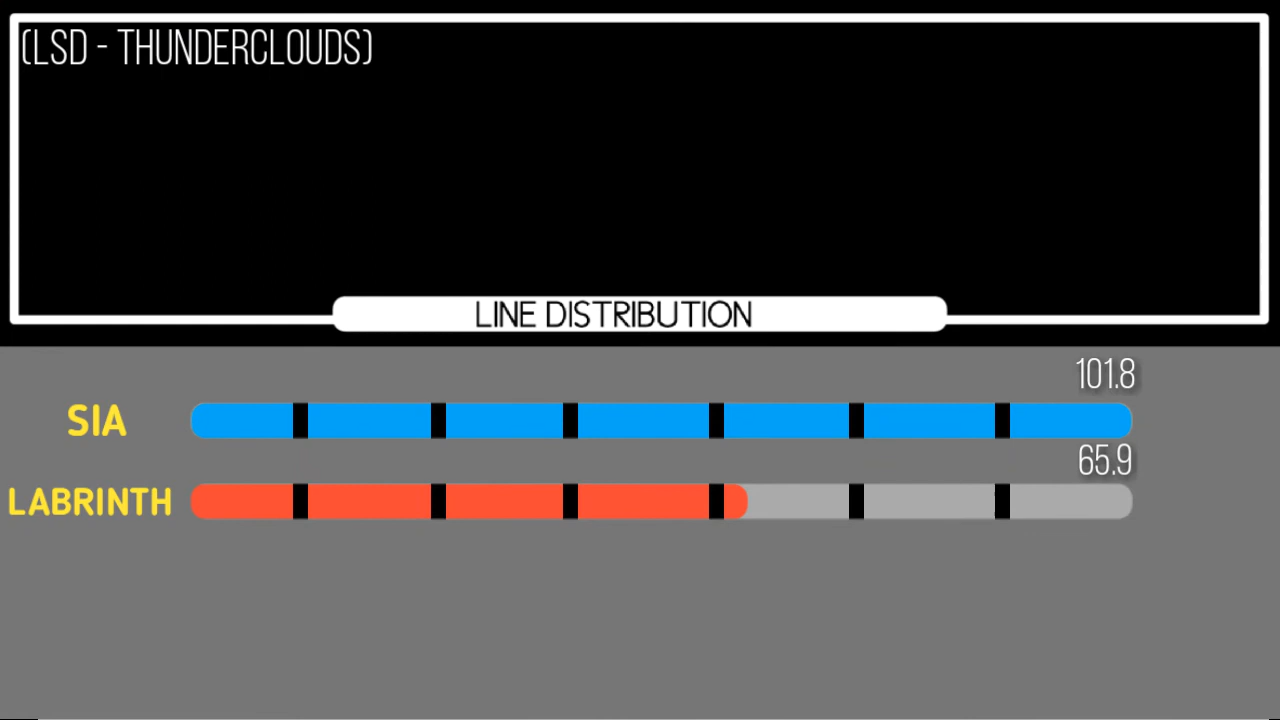 (LSD - THUNDERCLOUDS)
LINE DISTRIBUTION
101.8
SIA
65.9
LABRINTH